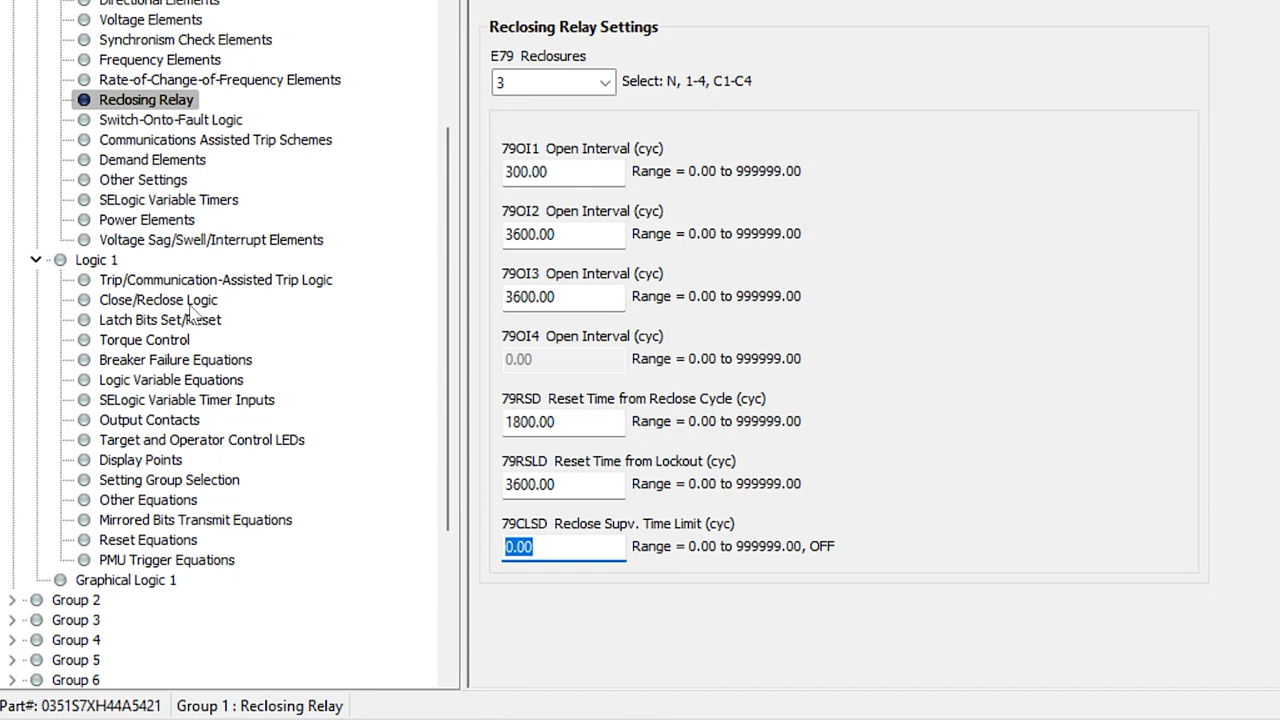 Directional Elements
Voltage Elements
Synchronism Check Elements
Frequency Elements
Rate-of-Change-of-Frequency Elements
Reclosing Relay
Switch-Onto-Fault Logic
Communications Assisted Trip Schemes
Demand Elements
Other Settings
SELogic Variable Timers
Power Elements
Voltage Sag/Swell/Interrupt Elements
Logic 1
Trip/Communication-Assisted Trip Logic
Close/Reclose Logic
Latch Bits Set/Reset
Torque Control
Breaker Failure Equations
Logic Variable Equations
SELogic Variable Timer Inputs
Output Contacts
Target and Operator Control LEDs
Display Points
Setting Group Selection
Other Equations
Mirrored Bits Transmit Equations
Reset Equations
PMU Trigger Equations
Graphical Logic 1
Group 2
Group 3
Group 4
Group 5
Group 6
Reclosing Relay Settings
E79 Reclosures
3 Select: N, 1-4, C1-C4
79OI1 Open Interval (cyc)
300.00 Range = 0.00 to 999999.00
79OI2 Open Interval (cyc)
3600.00 Range = 0.00 to 999999.00
79OI3 Open Interval (cyc)
3600.00 Range = 0.00 to 999999.00
79OI4 Open Interval (cyc)
0.00 Range = 0.00 to 999999.00
79RSD Reset Time from Reclose Cycle (cyc)
1800.00 Range = 0.00 to 999999.00
79RSLD Reset Time from Lockout (cyc)
3600.00 Range = 0.00 to 999999.00
79CLSD Reclose Supv. Time Limit (cyc)
0.00 Range = 0.00 to 999999.00, OFF
Part#: 0351S7XH44A5421 Group 1 : Reclosing Relay